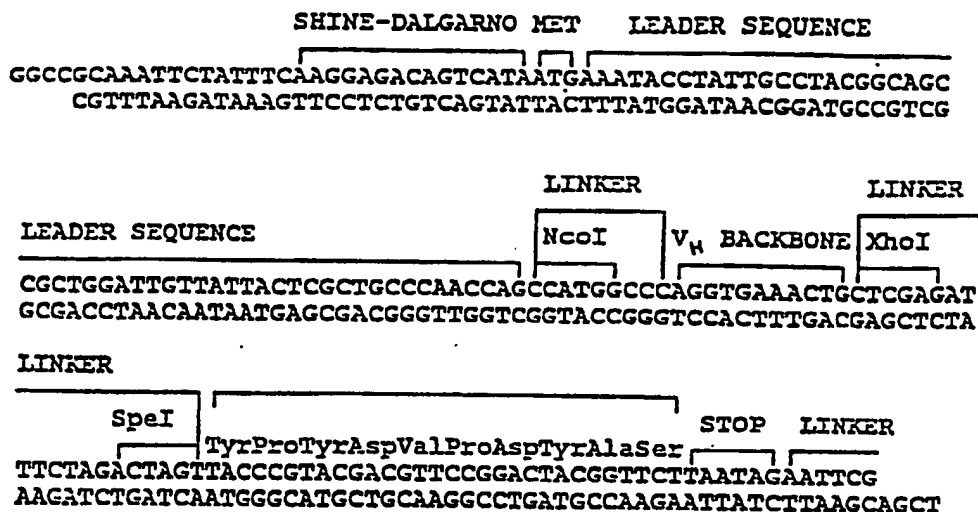 SHINE-DALGARNO MET LEADER SEQUENCE
GGCCGCAAATTCTATTTCAAGGAGACAGTCATAATGAAATACCTATTGCCTACGGCAGC
CGTTTAAGATAAAGTTCCTCTGTCAGTATTACTTTATGGATAACGGATGCCGTCG
LINKER LINKER
LEADER SEQUENCE NcoI VH BACKBONE XhoI
CGCTGGATTGTTATTACTCGCTGCCCAACCAGCCATGGCCCAGGTGAAACTGCTCGAGAT
GCGACCTAACAATAATGAGCGACGGGTTGGTCGGTACCGGGTCCACTTTGACGAGCTCTA
LINKER
SpeI STOP LINKER
TyrProTyrAspValProAspTyrAlaSer
TTCTAGACTAGTTACCCGTACGACGTTCCGGACTACGGTTCTTAATAGAATTCG
AAGATCTGATCAATGGGCATGCTGCAAGGCCTGATGCCAAGAATTATCTTAAGCAGCT